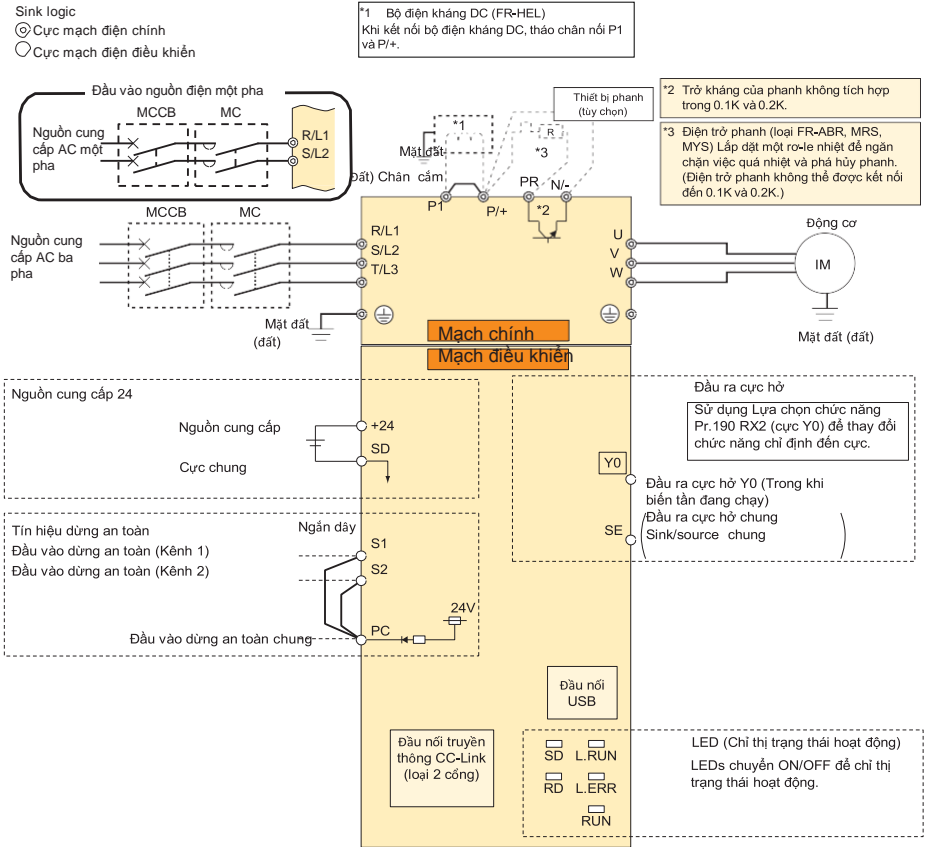 Sink logic
Cực mạch điện chính
Cực mạch điện điều khiển
*1 Bộ điện kháng DC (FR-HEL)
Khi kết nối bộ điện kháng DC, tháo chân nối P1
và P/+.
Đầu vào nguồn điện một pha
MCCB MC
Nguồn cung
cấp AC một
pha
R/L1
S/L2
*1
Mặt đất
Đất) Chân cắm
Thiết bị phanh
(tùy chọn)
R
*3
PR N/-
P1 P/+
*2
*2 Trở kháng của phanh không tích hợp
trong 0.1K và 0.2K.
*3 Điện trở phanh (loại FR-ABR, MRS,
MYS) Lắp dặt một rơ-le nhiệt để ngăn
chặn việc quá nhiệt và phá hủy phanh.
(Điện trở phanh không thể đưọc kết nối
đến 0.1K và 0.2K.)
MCCB MC
Nguồn cung
cấp AC ba
pha
R/L1
S/L2
T/L3
U
V
W
Động cơ
IM
Mặt đất
(đất)
Mặt đất (đất)
Mạch chính
Mạch điều khiển
Nguồn cung cấp 24
Nguồn cung cấp
Cực chung
+24
SD
Đầu ra cực hở
Sử dụng Lựa chọn chức năng
Pr.190 RX2 (cực Y0) để thay đổi
chức năng chỉ định đến cực.
Y0
Đầu ra cực hở Y0 (Trong khi
biến tần đang chạy)
Đầu ra cực hở chung
Sink/source chung
SE
Tín hiệu dừng an toàn
Ngắn dây
Đầu vào dừng an toàn (Kênh 1)
Đầu vào dừng an toàn (Kênh 2)
S1
S2
24V
PC
Đầu vào dừng an toàn chung
Đầu nối
USB
Đầu nối truyền
thông CC-Link
(loại 2 cổng)
SD L.RUN
RD L.ERR
RUN
LED (Chỉ thị trạng thái hoạt động)
LEDs chuyển ON/OFF để chỉ thị
trạng thái hoạt động.